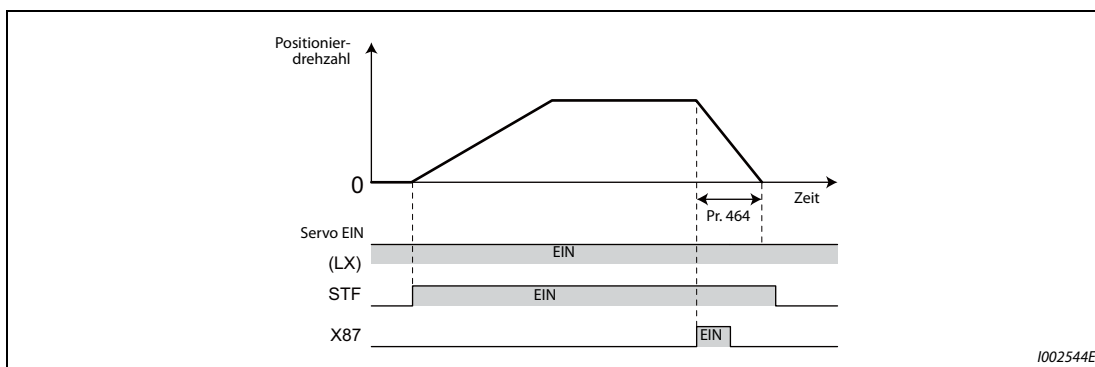 Positionier-
drehzahl
0
Zeit
Pr. 464
Servo EIN
(LX)
EIN
STF
EIN
X87
EIN
I002544E